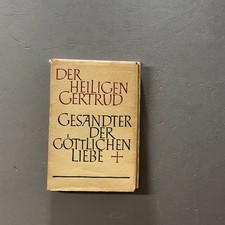 DER
HEILIGEN
GERTRUD
GESANDTER
DER
GÖTTLICHEN
LIEBE +